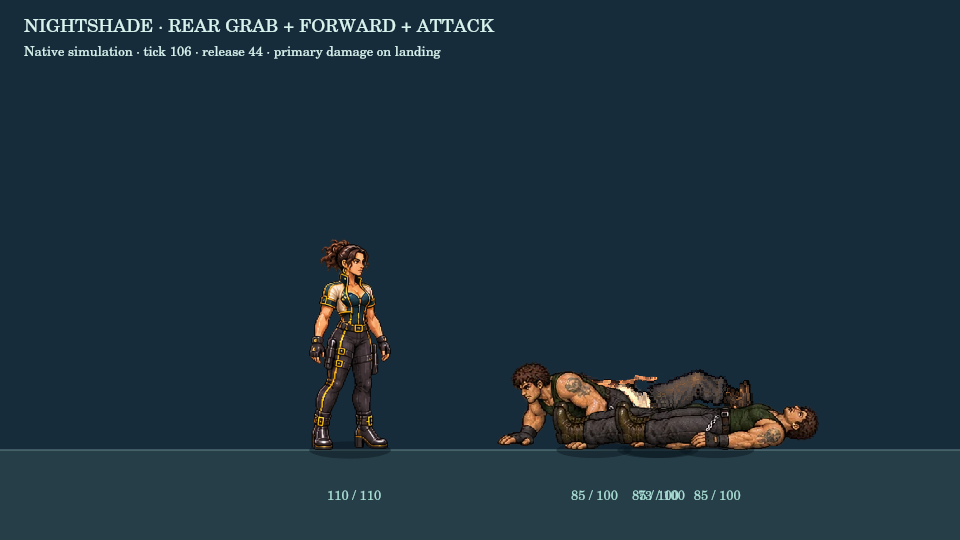 NIGHTSHADE · REAR GRAB + FORWARD + ATTACK
Native simulation · tick 106 · release 44 · primary damage on landing
110 / 110 85 / 100 85 / 100